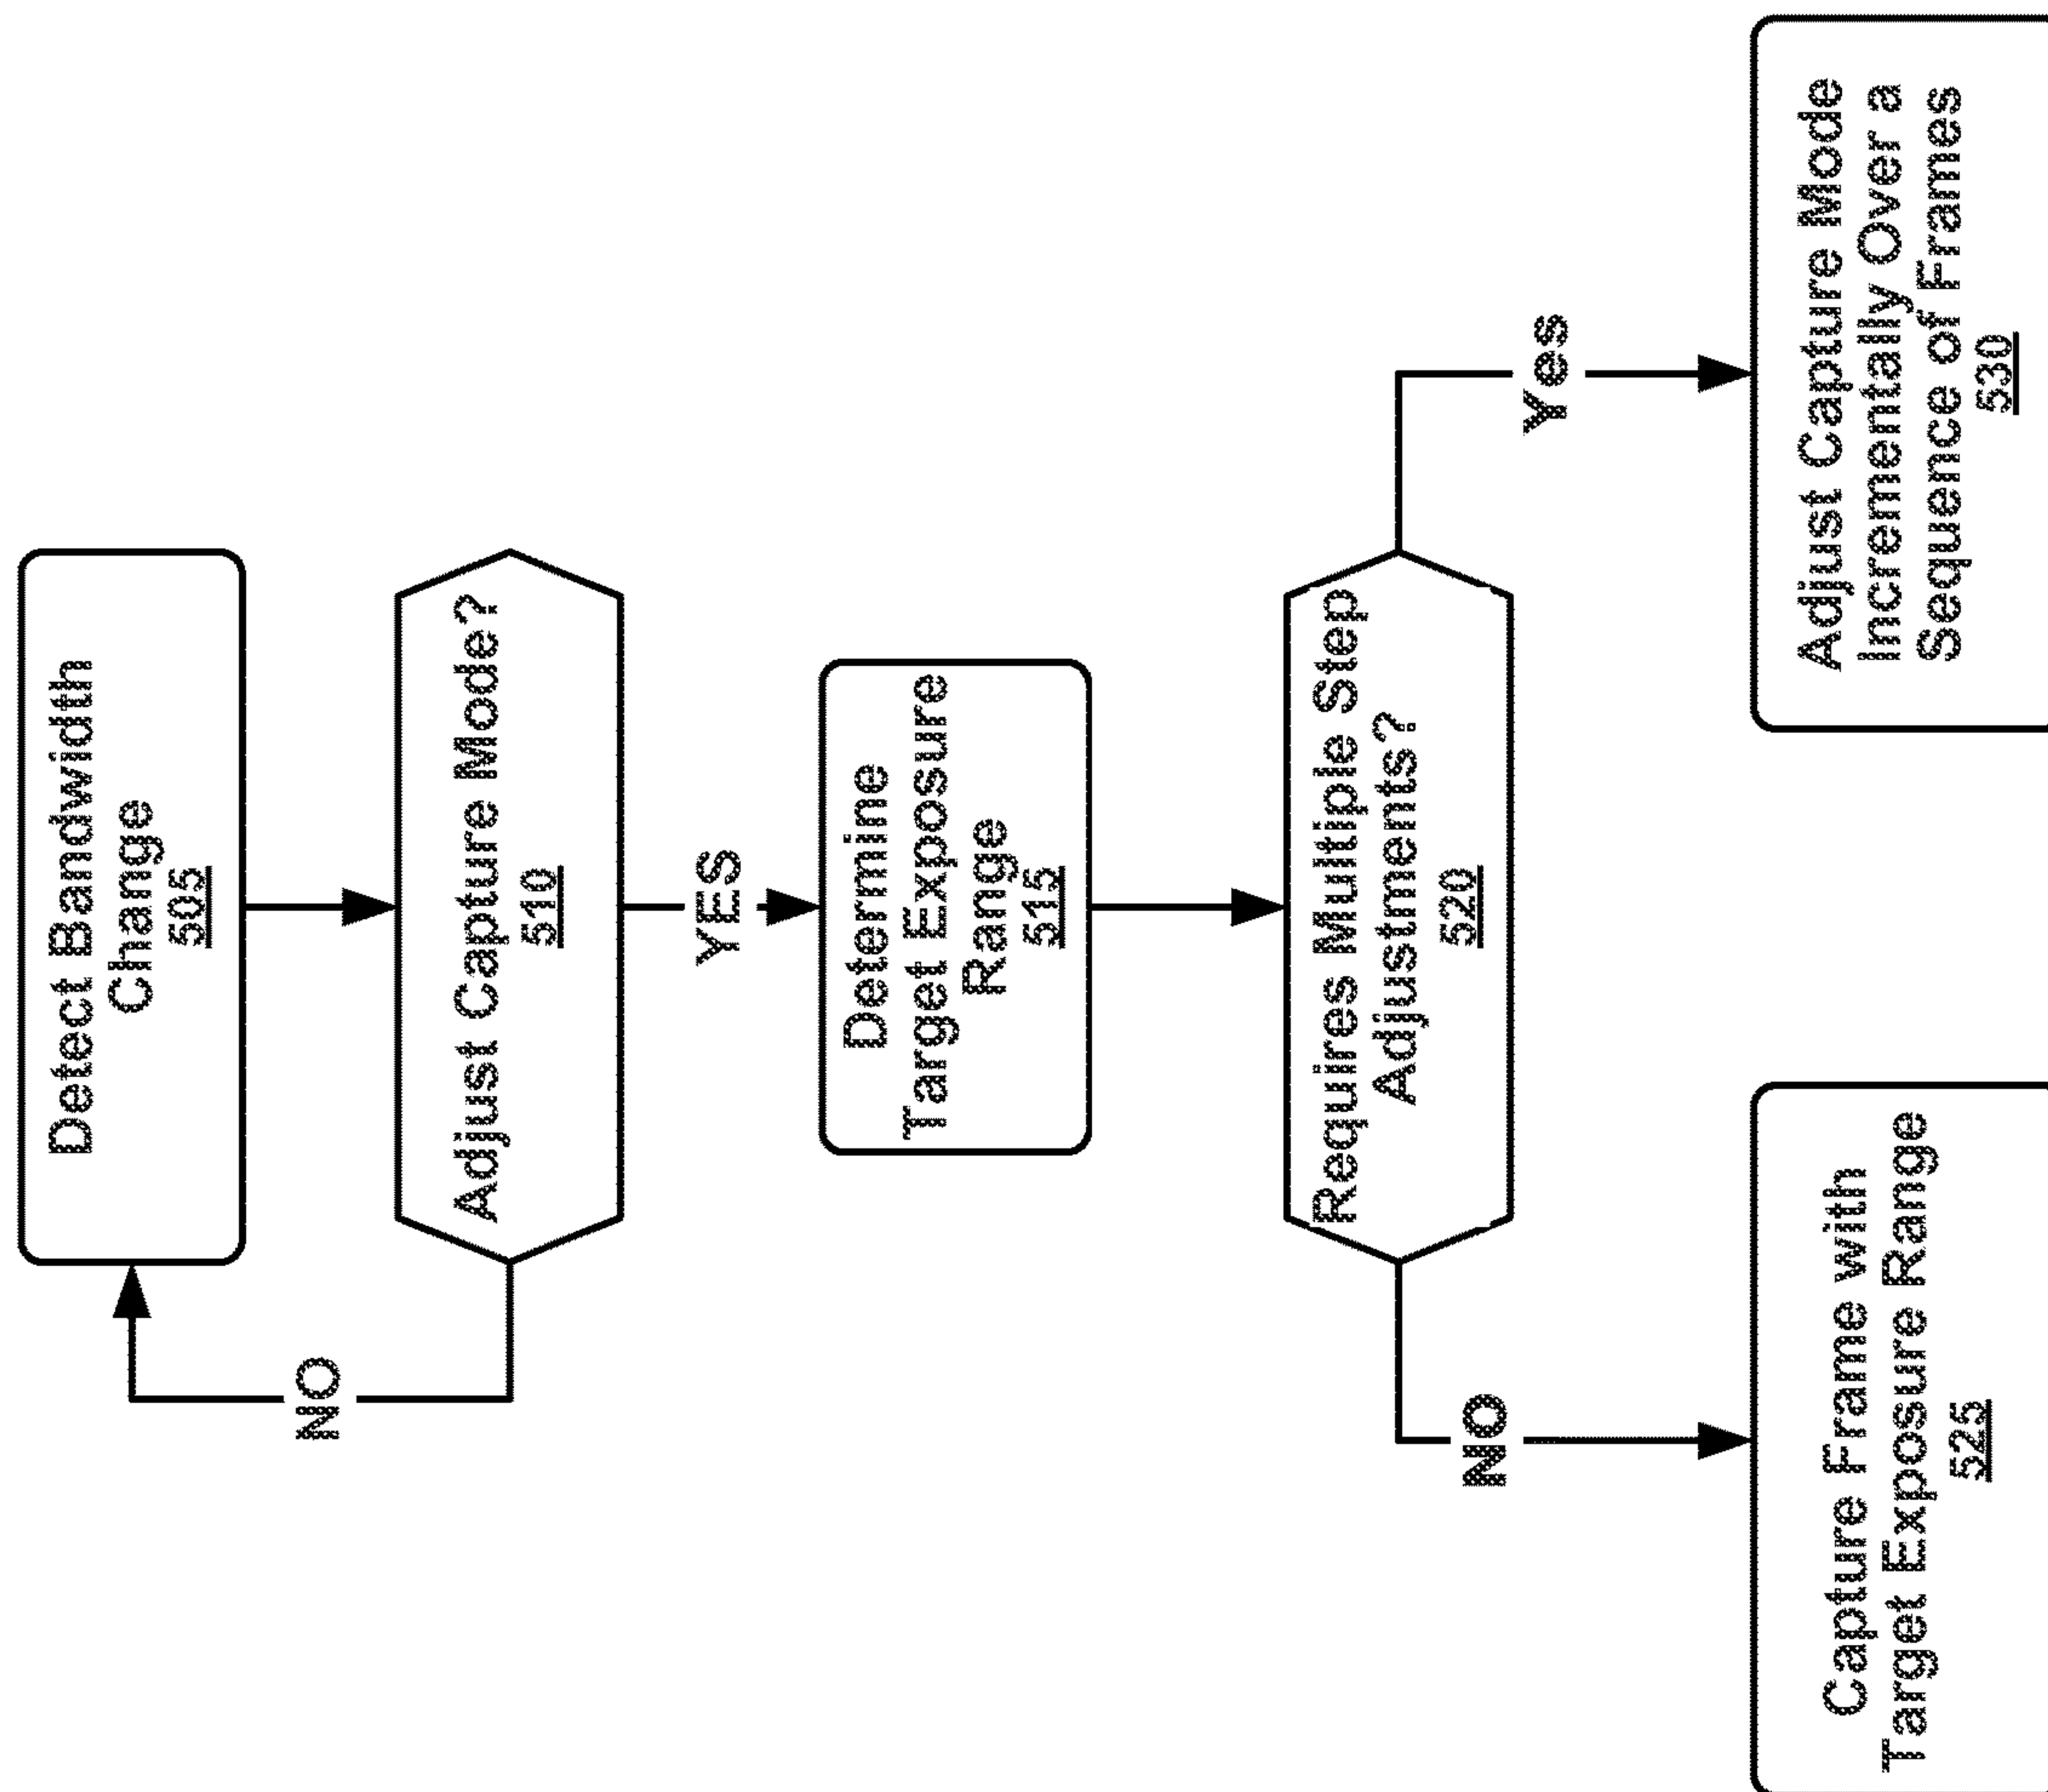 Detect Bandwidth
Change
505
NO
Adjust Capture Mode?
510
YES
Determine
Target Exposure
Range
515
Requires Multiple Step
Adjustments?
520
NO
Yes
Capture Frame with
Target Exposure Range
525
Adjust Capture Mode
Incrementally Over a
Sequence of Frames
530